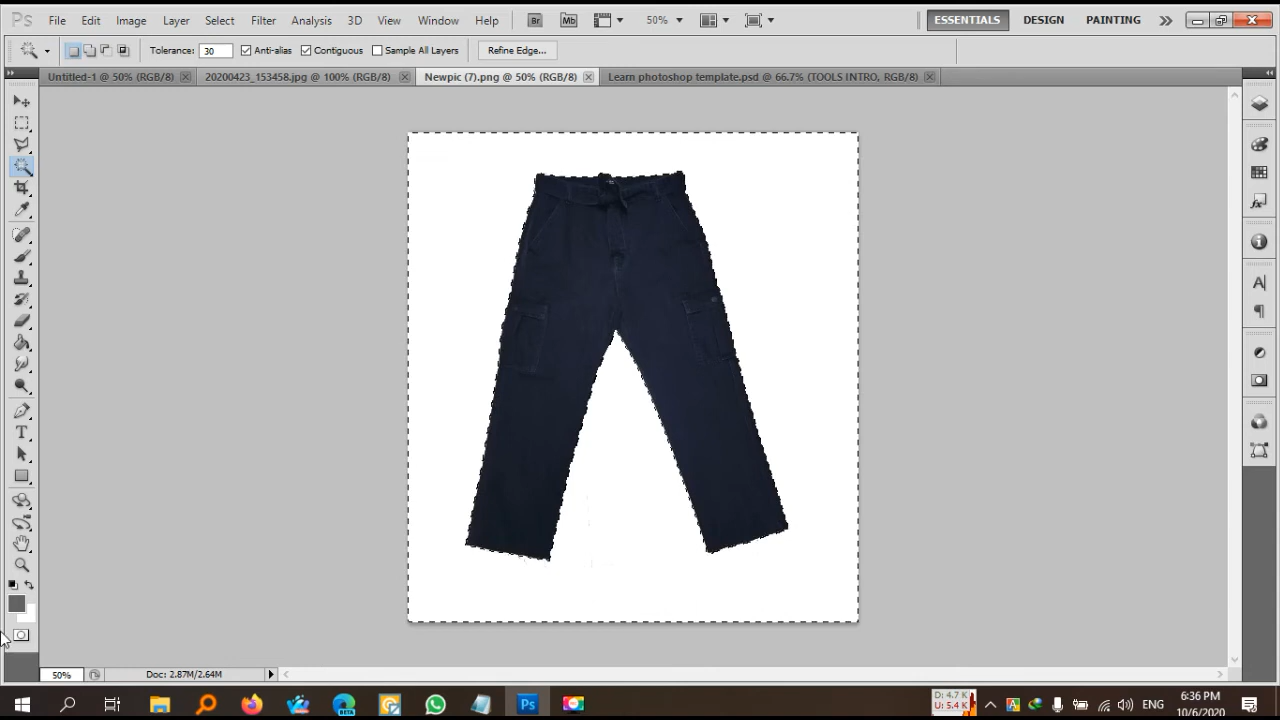 Ps File Edit Image Layer Select Filter Analysis 3D View Window Help Br Mb 50% ESSENTIALS DESIGN PAINTING
Tolerance: 30 Anti-alias Contiguous Sample All Layers Refine Edge...
Untitled-1 @ 50% (RGB/8) 20200423_153458.jpg @ 100% (RGB/8) Newpic (7).png @ 50% (RGB/8) Learn photoshop template.psd @ 66.7% (TOOLS INTRO, RGB/8)
50% Doc: 2.87M/2.64M
D: 4.7 K
U: 5.4 K
BETA Ps ENG
6:36 PM
10/6/2020